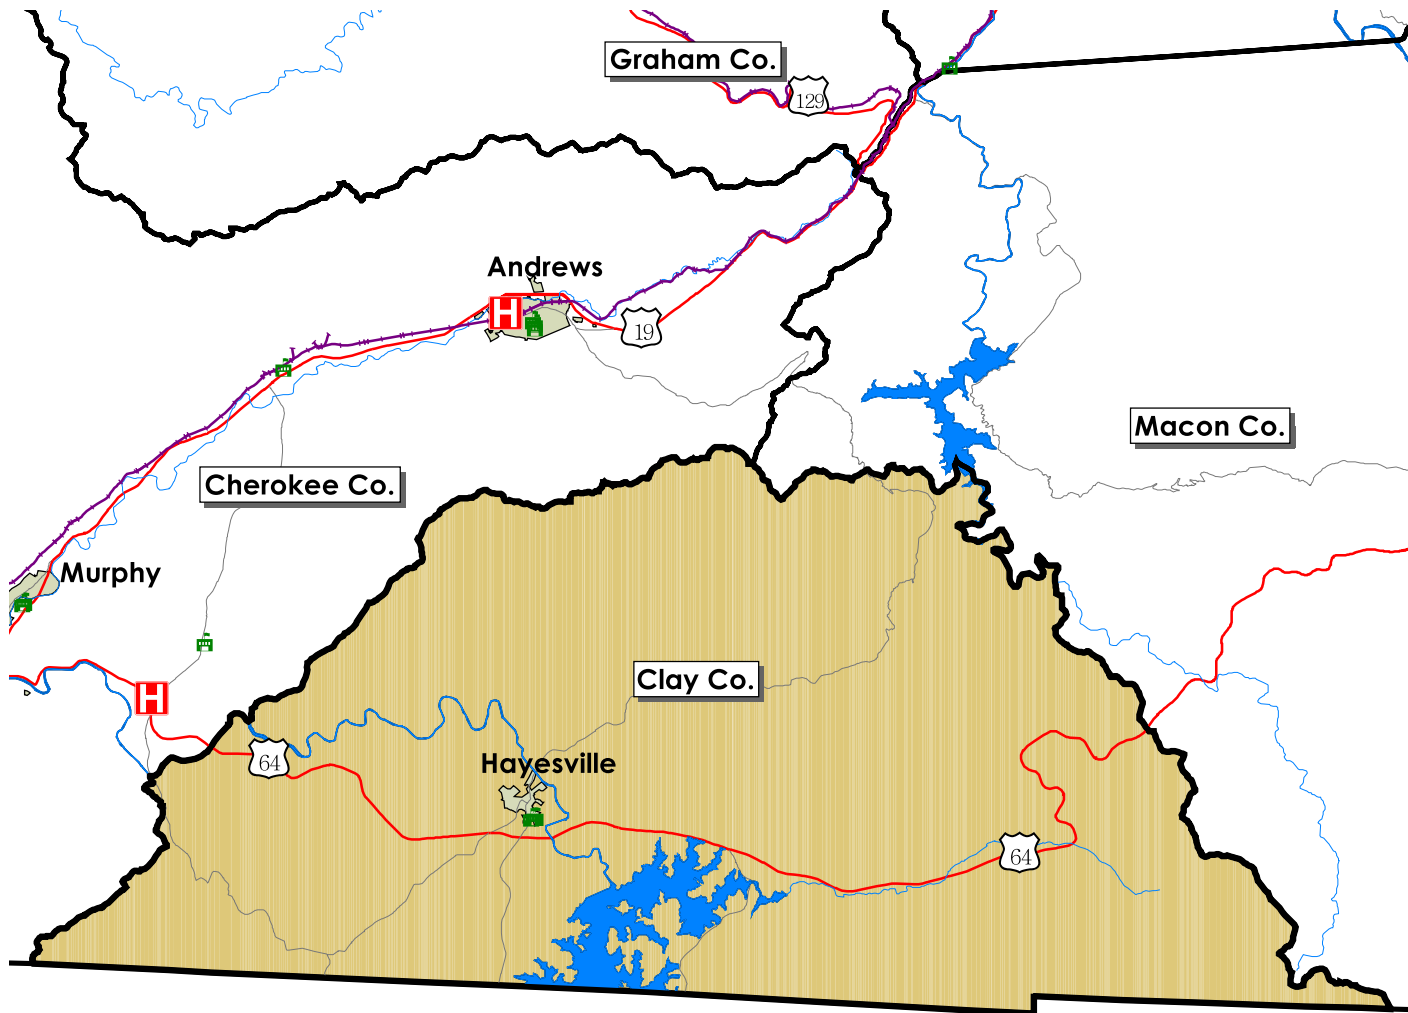 Graham Co.
129
Andrews
H
19
Macon Co.
Cherokee Co.
Murphy
Clay Co.
H
64
Hayesville
64